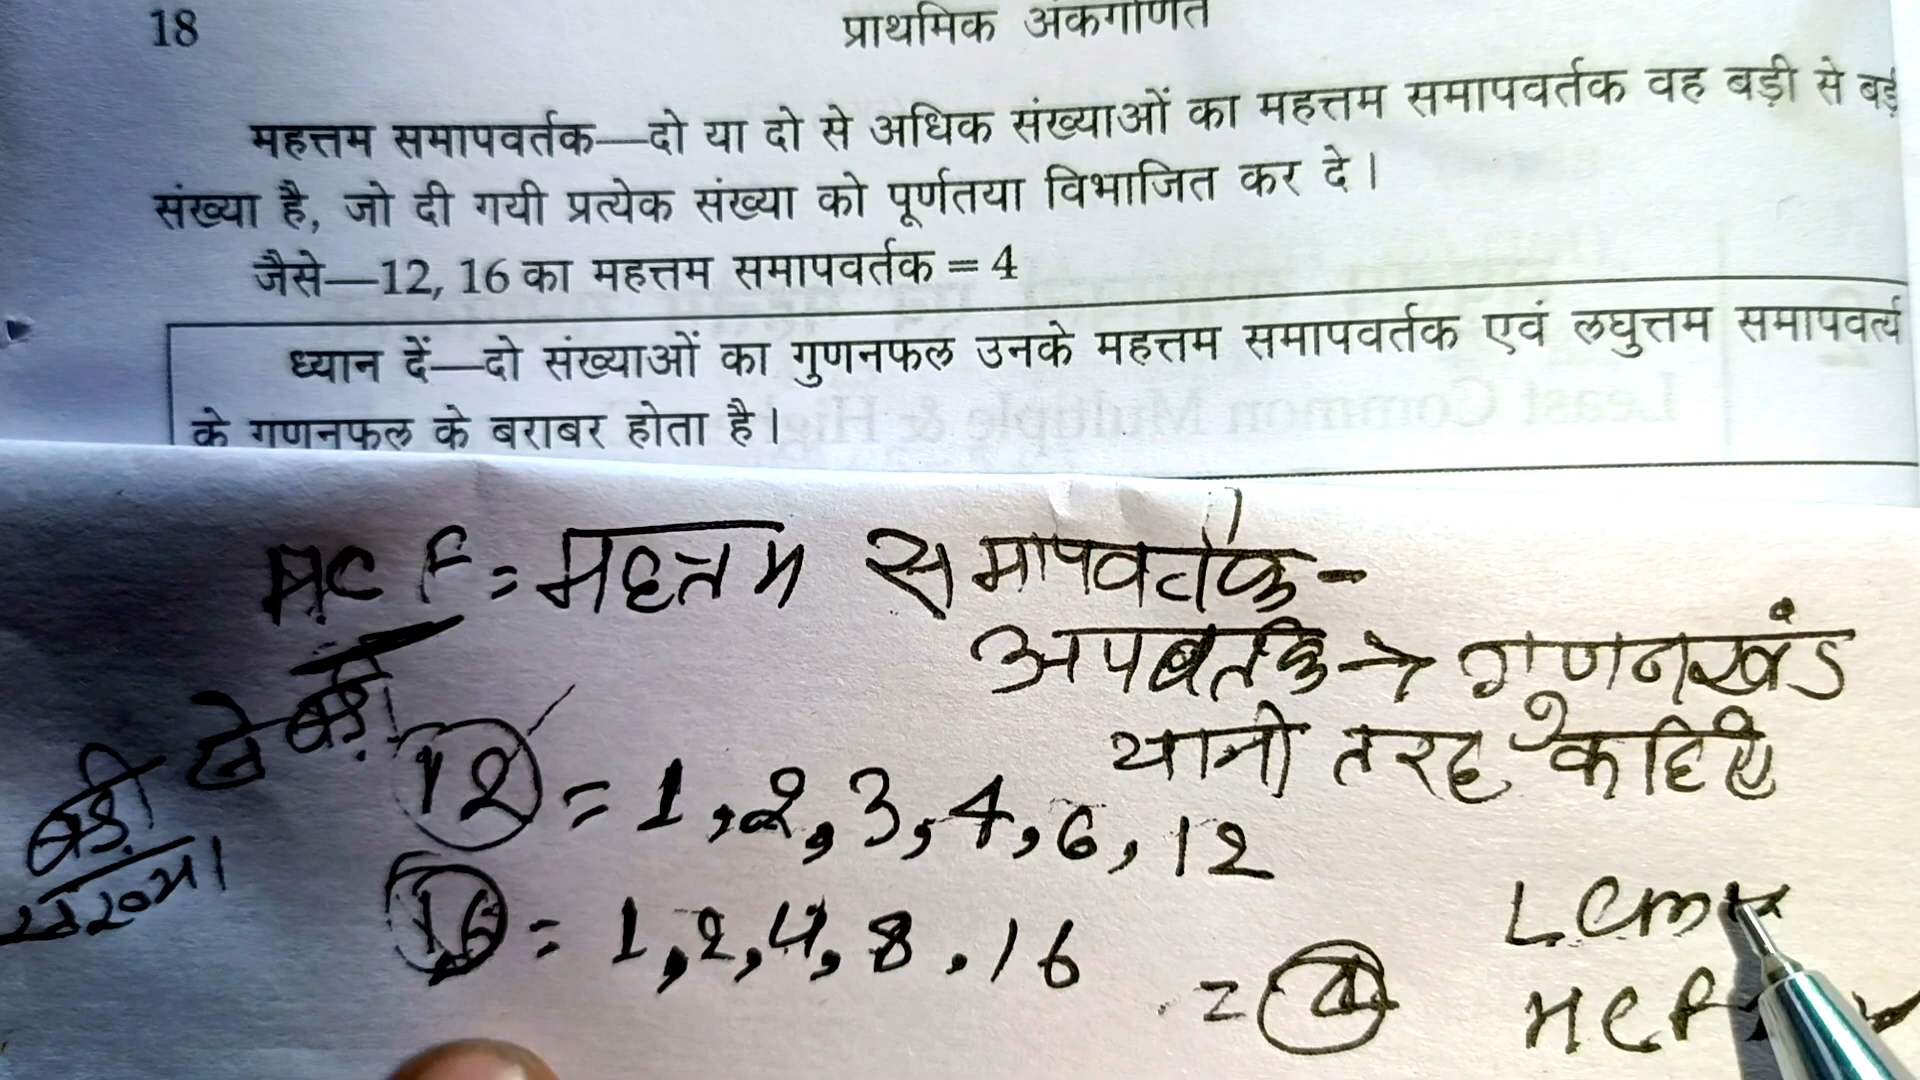 18
प्राथमिक अंकगणित
महत्तम समापवर्तक—दो या दो से अधिक संख्याओं का महत्तम समापवर्तक वह बड़ी से बड़
संख्या है, जो दी गयी प्रत्येक संख्या को पूर्णतया विभाजित कर दे।
जैसे—12, 16 का महत्तम समापवर्तक = 4
ध्यान दें—दो संख्याओं का गुणनफल उनके महत्तम समापवर्तक एवं लघुत्तम समापवर्त्य
के गुणनफल के बराबर होता है।
HCF = महत्तम समापवर्तक -
अपवर्तक → गुणनखंड
यानी तरह कहिए
बड़ी से बड़ी
संख्या
12 = 1, 2, 3, 4, 6, 12
16 = 1, 2, 4, 8, 16
= 4
LCM
HCF